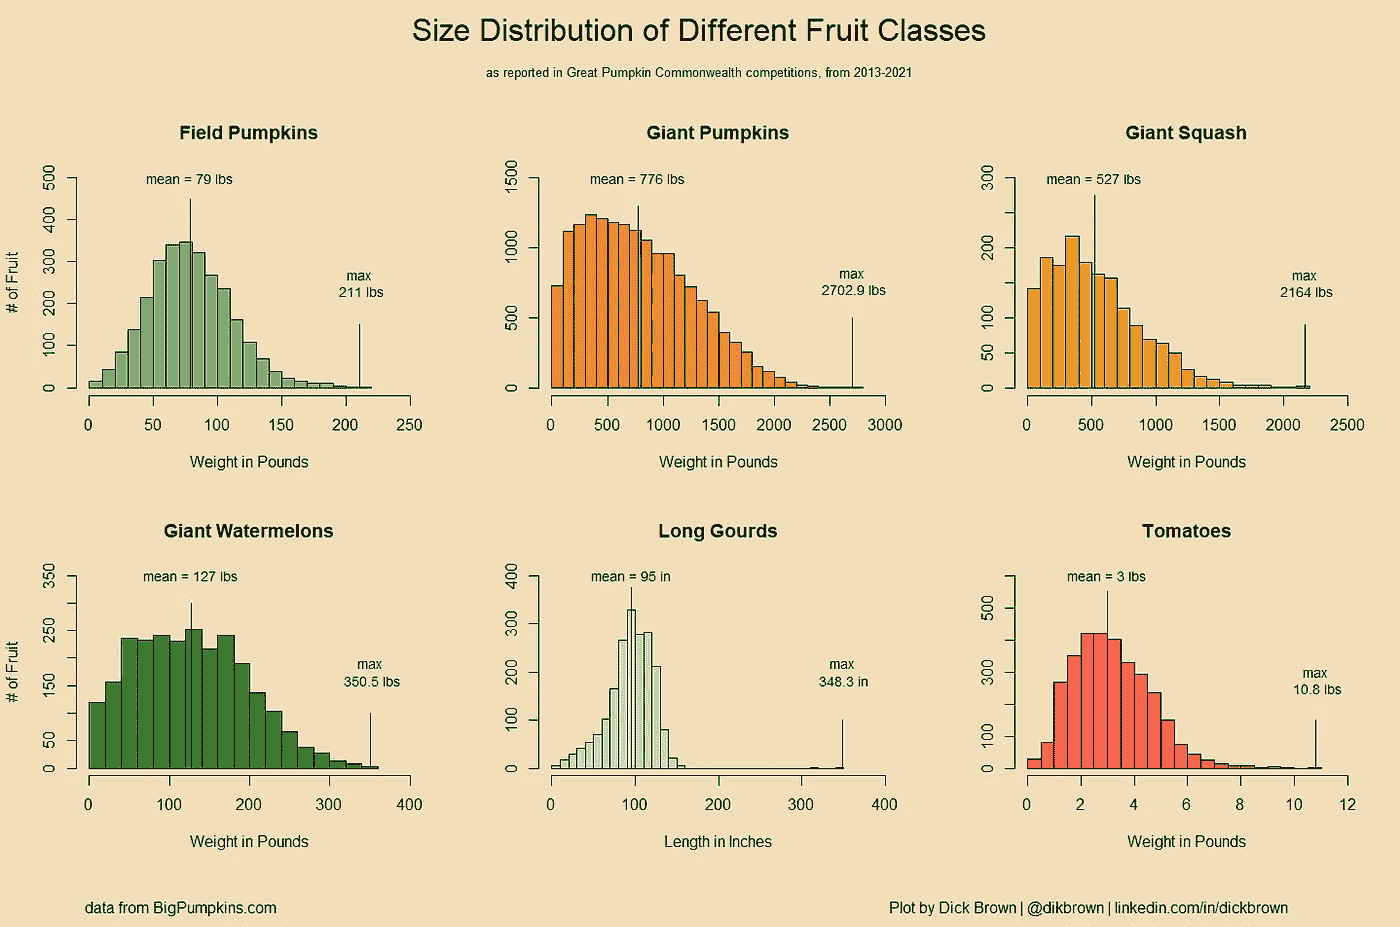 Size Distribution of Different Fruit Classes
as reported in Great Pumpkin Commonwealth competitions, from 2013-2021
Field Pumpkins
mean = 79 lbs
max
211 lbs
# of Fruit
0 100 200 300 400 500
0 50 100 150 200 250
Weight in Pounds
Giant Pumpkins
mean = 776 lbs
max
2702.9 lbs
0 500 1000 1500
0 500 1000 1500 2000 2500 3000
Weight in Pounds
Giant Squash
mean = 527 lbs
max
2164 lbs
0 50 100 200 300
0 500 1000 1500 2000 2500
Weight in Pounds
Giant Watermelons
mean = 127 lbs
max
350.5 lbs
# of Fruit
0 50 150 250 350
0 100 200 300 400
Weight in Pounds
Long Gourds
mean = 95 in
max
348.3 in
0 100 200 300 400
0 100 200 300 400
Length in Inches
Tomatoes
mean = 3 lbs
max
10.8 lbs
0 100 300 500
0 2 4 6 8 10 12
Weight in Pounds
data from BigPumpkins.com
Plot by Dick Brown | @dikbrown | linkedin.com/in/dickbrown